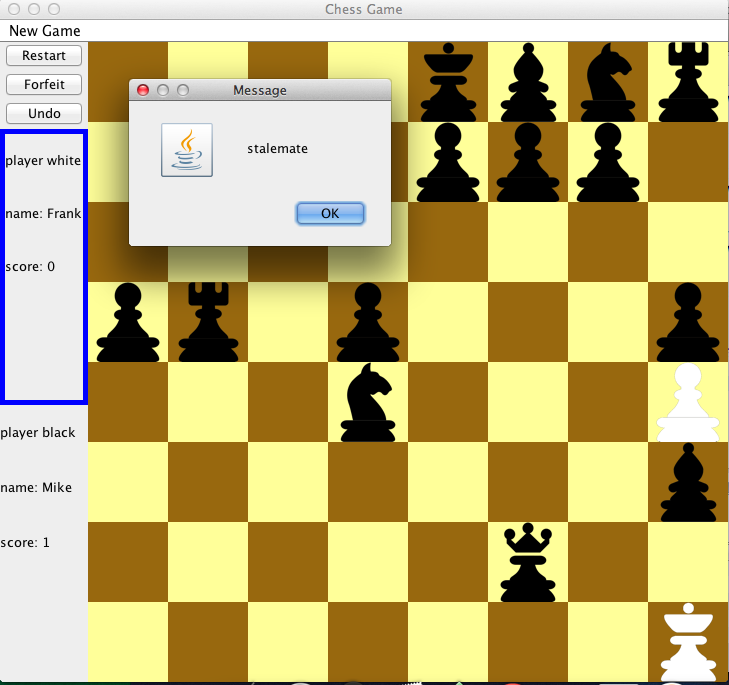 Chess Game
New Game
Restart
Forfeit
Undo
Message
stalemate
OK
player white
name: Frank
score: 0
player black
name: Mike
score: 1